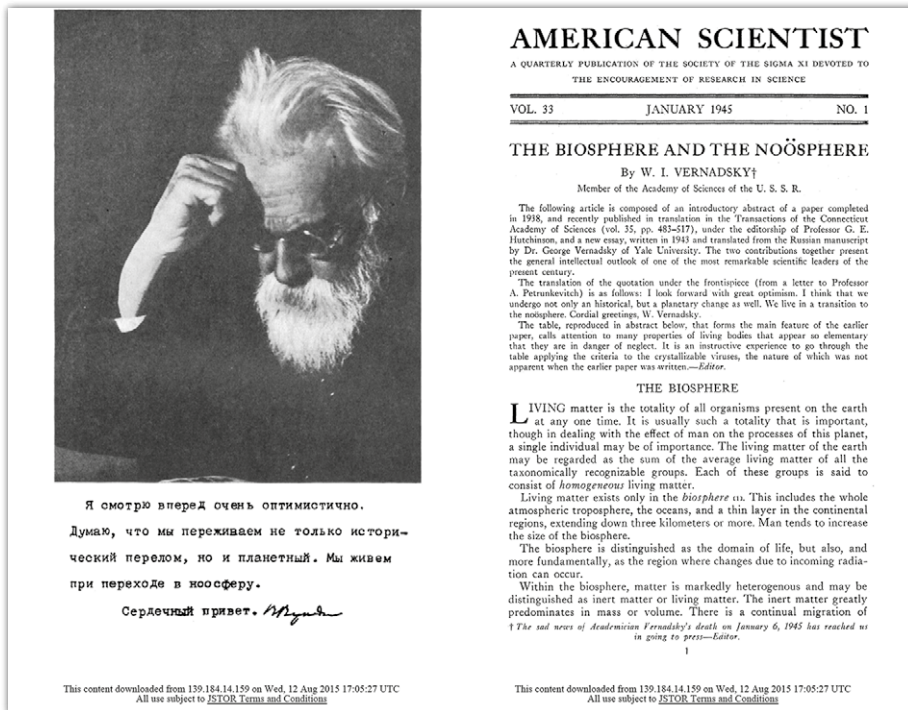 Я смотрю вперед очень оптимистично.
Думаю, что мы переживаем не только истори-
ческий перелом, но и планетный. Мы живем
при переходе в ноосферу.
Сердечный привет.
This content downloaded from 139.184.14.159 on Wed, 12 Aug 2015 17:05:27 UTC
All use subject to JSTOR Terms and Conditions
AMERICAN SCIENTIST
A QUARTERLY PUBLICATION OF THE SOCIETY OF THE SIGMA XI DEVOTED TO
THE ENCOURAGEMENT OF RESEARCH IN SCIENCE
VOL. 33 JANUARY 1945 NO. 1
THE BIOSPHERE AND THE NOÖSPHERE
By W. I. VERNADSKY†
Member of the Academy of Sciences of the U. S. S. R.
The following article is composed of an introductory abstract of a paper completed
in 1938, and recently published in translation in the Transactions of the Connecticut
Academy of Sciences (vol. 35, pp. 483–517), under the editorship of Professor G. E.
Hutchinson, and a new essay, written in 1943 and translated from the Russian manuscript
by Dr. George Vernadsky of Yale University. The two contributions together present
the general intellectual outlook of one of the most remarkable scientific leaders of the
present century.
The translation of the quotation under the frontispiece (from a letter to Professor
A. Petrunkevitch) is as follows: I look forward with great optimism. I think that we
undergo not only an historical, but a planetary change as well. We live in a transition to
the noösphere. Cordial greetings, W. Vernadsky.
The table, reproduced in abstract below, that forms the main feature of the earlier
paper, calls attention to many properties of living bodies that appear so elementary
that they are in danger of neglect. It is an instructive experience to go through the
table applying the criteria to the crystallizable viruses, the nature of which was not
apparent when the earlier paper was written.—Editor.
THE BIOSPHERE
LIVING matter is the totality of all organisms present on the earth
at any one time. It is usually such a totality that is important,
though in dealing with the effect of man on the processes of this planet,
a single individual may be of importance. The living matter of the earth
may be regarded as the sum of the average living matter of all the
taxonomically recognizable groups. Each of these groups is said to
consist of homogeneous living matter.
Living matter exists only in the biosphere (1). This includes the whole
atmospheric troposphere, the oceans, and a thin layer in the continental
regions, extending down three kilometers or more. Man tends to increase
the size of the biosphere.
The biosphere is distinguished as the domain of life, but also, and
more fundamentally, as the region where changes due to incoming radia-
tion can occur.
Within the biosphere, matter is markedly heterogenous and may be
distinguished as inert matter or living matter. The inert matter greatly
predominates in mass or volume. There is a continual migration of
† The sad news of Academician Vernadsky's death on January 6, 1945 has reached us
in going to press—Editor.
1
This content downloaded from 139.184.14.159 on Wed, 12 Aug 2015 17:05:27 UTC
All use subject to JSTOR Terms and Conditions